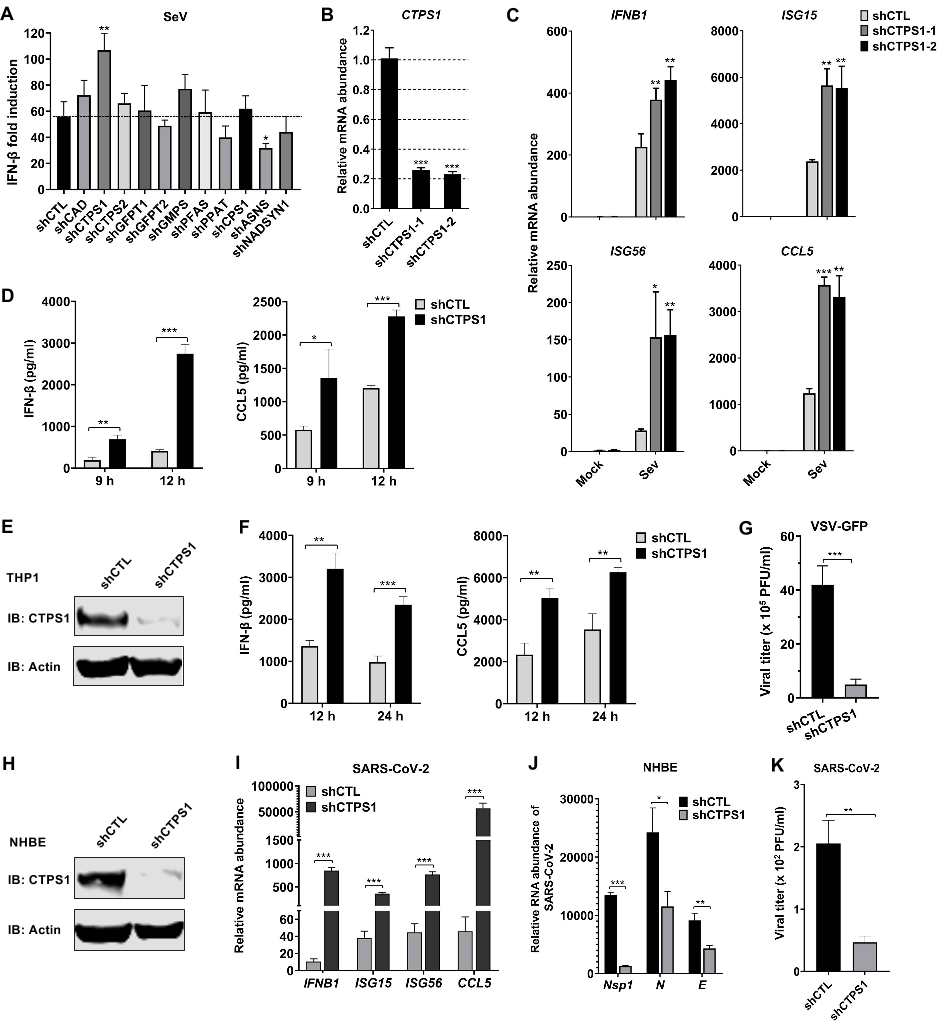 A
SeV
IFN-β fold induction
120
100
80
60
40
20
0
**
*
shCTL
shCAD
shCTPS1
shCTPS2
shGFPT1
shGFPT2
shGMPS
shPFAS
shPPAT
shCPS1
shASNS
shNADSYN1
B
CTPS1
Relative mRNA abundance
1.2
1.0
0.8
0.6
0.4
0.2
0.0
*** ***
shCTL
shCTPS1-1
shCTPS1-2
C
shCTL
shCTPS1-1
shCTPS1-2
Relative mRNA abundance
IFNB1
600
400
200
0
** **
ISG15
8000
6000
4000
2000
0
** **
ISG56
200
150
100
50
0
* **
Mock Sev
CCL5
4000
3000
2000
1000
0
*** **
Mock Sev
D
IFN-β (pg/ml)
4000
3000
2000
1000
0
** ***
9 h 12 h
CCL5 (pg/ml)
2500
2000
1500
1000
500
0
* ***
9 h 12 h
shCTL
shCTPS1
E
THP1
shCTL shCTPS1
IB: CTPS1
IB: Actin
F
IFN-β (pg/ml)
4000
3000
2000
1000
0
** ***
12 h 24 h
CCL5 (pg/ml)
8000
6000
4000
2000
0
** **
12 h 24 h
shCTL
shCTPS1
G
VSV-GFP
Viral titer (x 10⁵ PFU/ml)
60
40
20
0
***
shCTL
shCTPS1
H
NHBE
shCTL shCTPS1
IB: CTPS1
IB: Actin
I
SARS-CoV-2
shCTL
shCTPS1
Relative mRNA abundance
100000
50000
1500
1000
500
60
40
20
0
*** *** *** ***
IFNB1 ISG15 ISG56 CCL5
J
NHBE
shCTL
shCTPS1
Relative RNA abundance of
SARS-CoV-2
30000
20000
10000
0
*** * **
Nsp1 N E
K
SARS-CoV-2
Viral titer (x 10² PFU/ml)
3
2
1
0
**
shCTL
shCTPS1